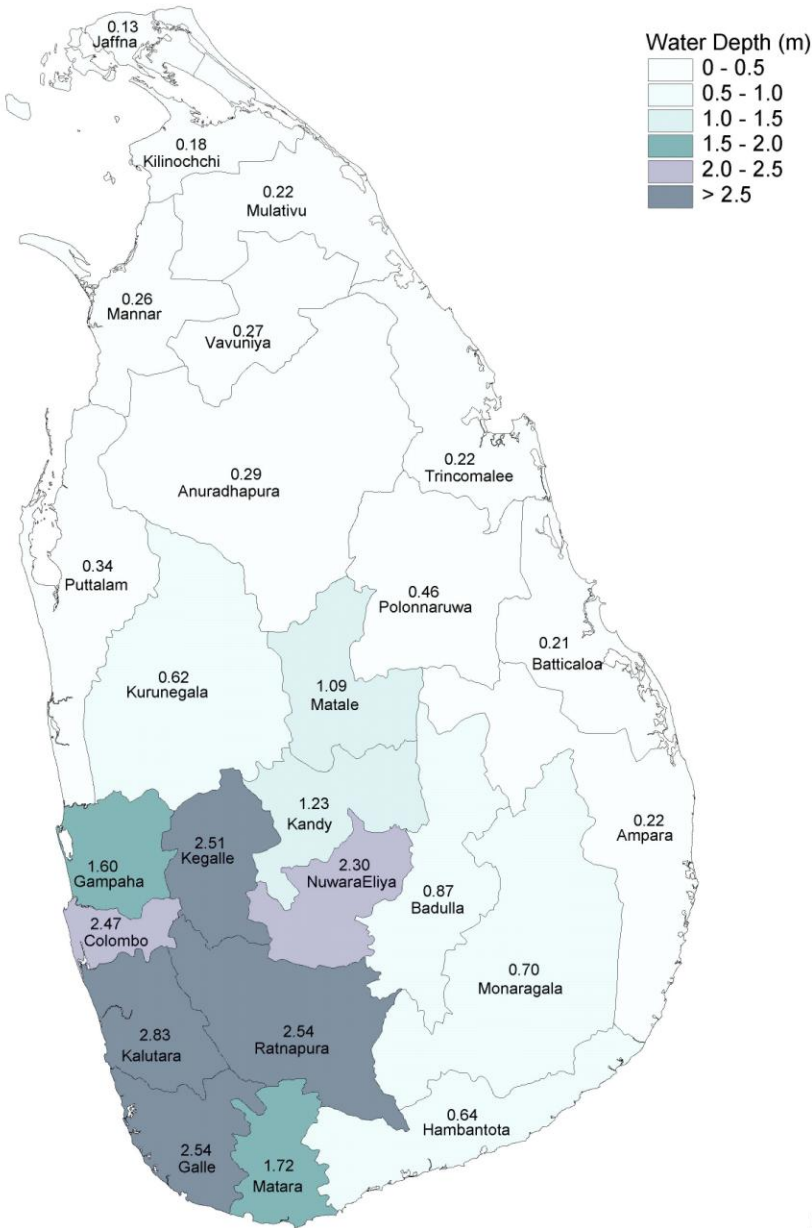 0.13
Jaffna
Water Depth (m)
0 - 0.5
0.5 - 1.0
1.0 - 1.5
1.5 - 2.0
2.0 - 2.5
> 2.5
0.18
Kilinochchi
0.22
Mulativu
0.26
Mannar
0.27
Vavuniya
0.29
Anuradhapura
0.22
Trincomalee
0.34
Puttalam
0.46
Polonnaruwa
0.21
Batticaloa
0.62
Kurunegala
1.09
Matale
1.23
Kandy
0.22
Ampara
1.60
Gampaha
2.51
Kegalle
2.30
NuwaraEliya
0.87
Badulla
2.47
Colombo
0.70
Monaragala
2.83
Kalutara
2.54
Ratnapura
0.64
Hambantota
2.54
Galle
1.72
Matara